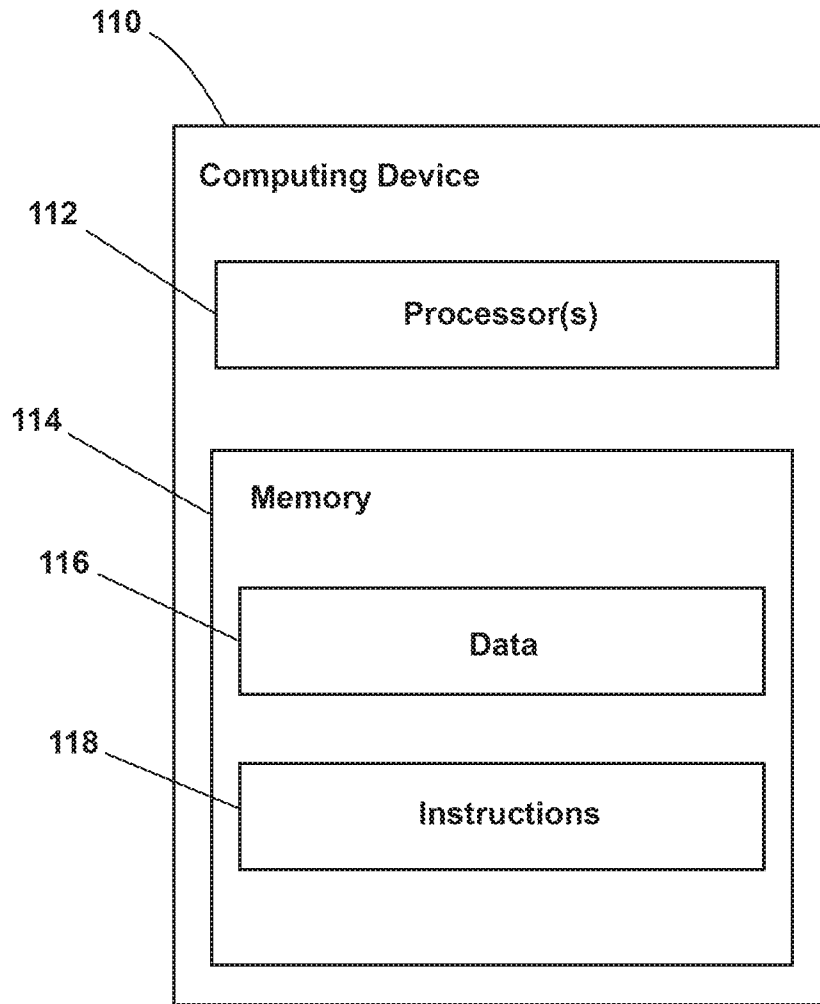 110
Computing Device
112
Processor(s)
114
Memory
116
Data
118
Instructions